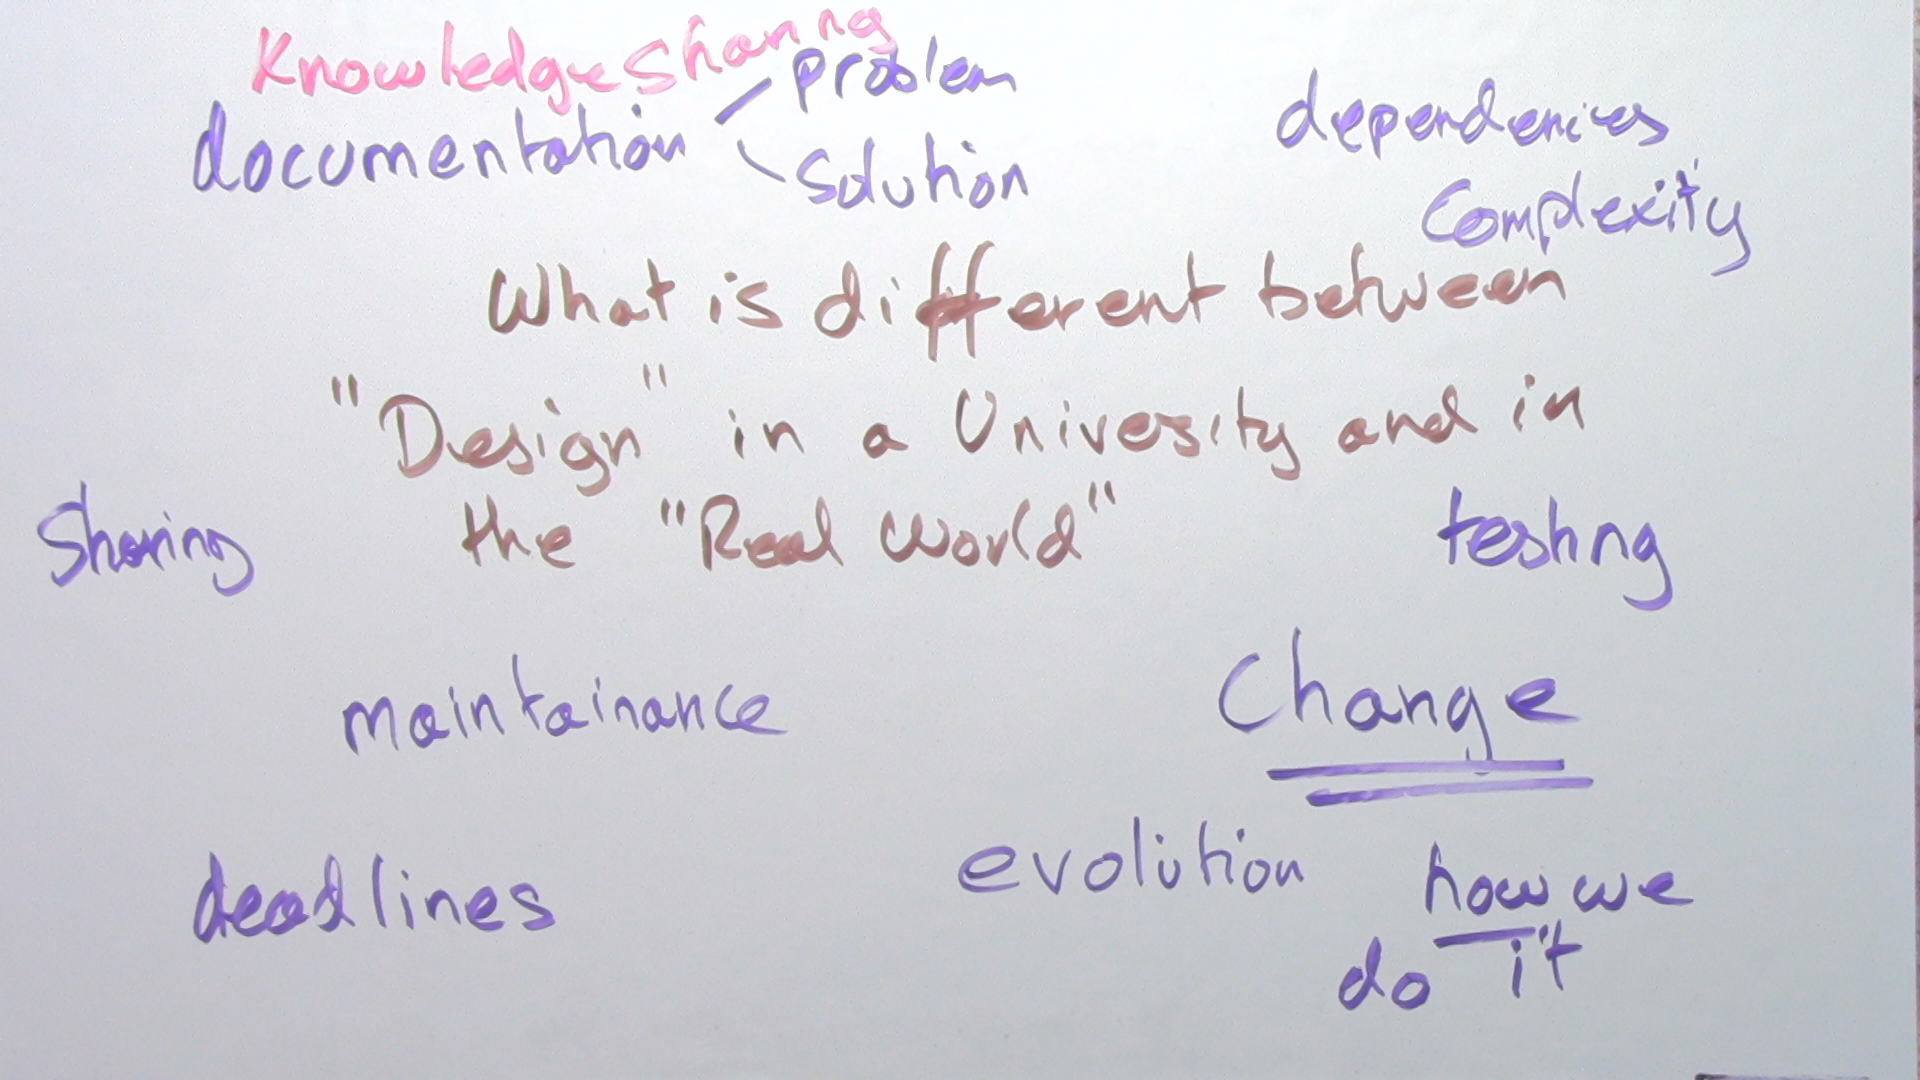 Knowledge Sharing
documentation
problem
solution
dependencies
Complexity
What is different between
"Design" in a Univesity and in
the "Real World"
Sharing
testing
maintainance
Change
deadlines
evolution
how we
do it